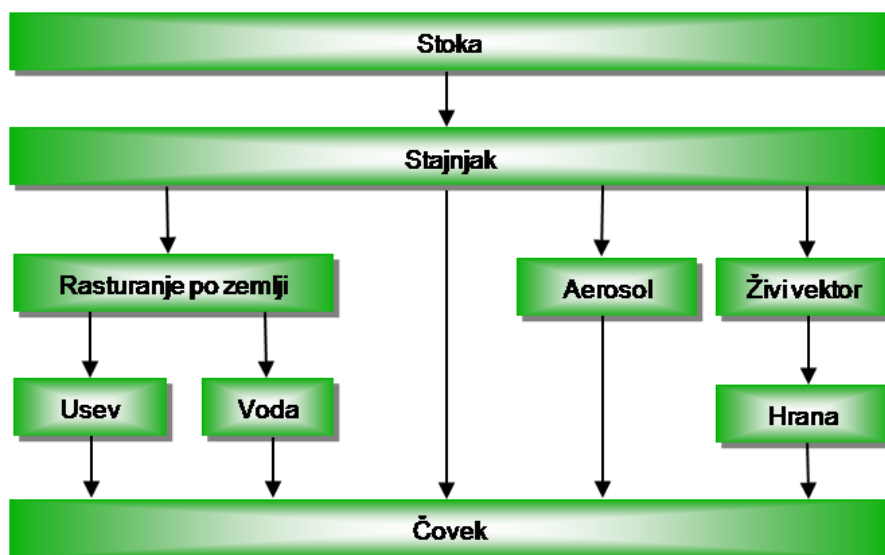 Stoka
Stajnjak
Rasturanje po zemlji
Aerosol
Živi vektor
Usev
Voda
Hrana
Čovek